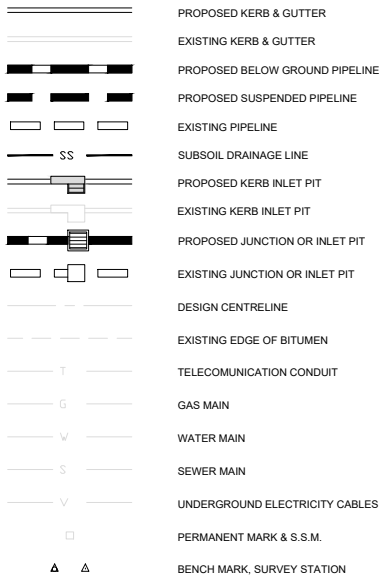 PROPOSED KERB & GUTTER
EXISTING KERB & GUTTER
PROPOSED BELOW GROUND PIPELINE
PROPOSED SUSPENDED PIPELINE
EXISTING PIPELINE
SS SUBSOIL DRAINAGE LINE
PROPOSED KERB INLET PIT
EXISTING KERB INLET PIT
PROPOSED JUNCTION OR INLET PIT
EXISTING JUNCTION OR INLET PIT
DESIGN CENTRELINE
EXISTING EDGE OF BITUMEN
T TELECOMUNICATION CONDUIT
G GAS MAIN
W WATER MAIN
S SEWER MAIN
V UNDERGROUND ELECTRICITY CABLES
PERMANENT MARK & S.S.M.
BENCH MARK, SURVEY STATION